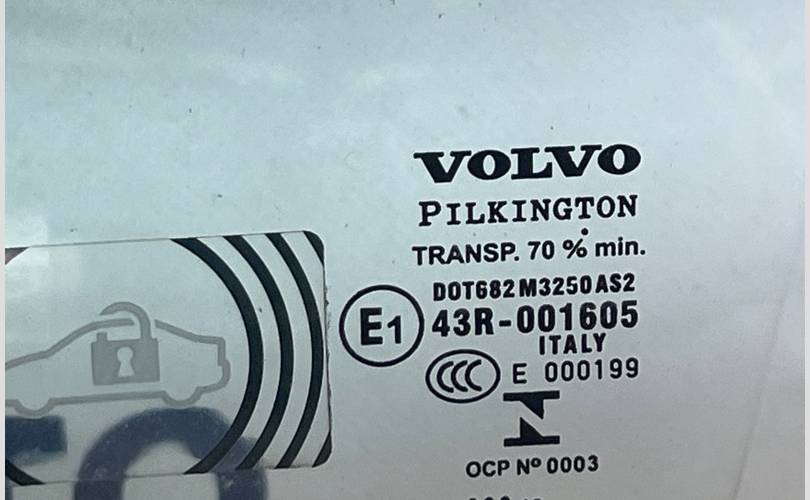 VOLVO
PILKINGTON
TRANSP. 70 % min.
DOT682 M3250 AS2
E1 43R-001605
ITALY
CCC E 000199
N
OCP Nº 0003